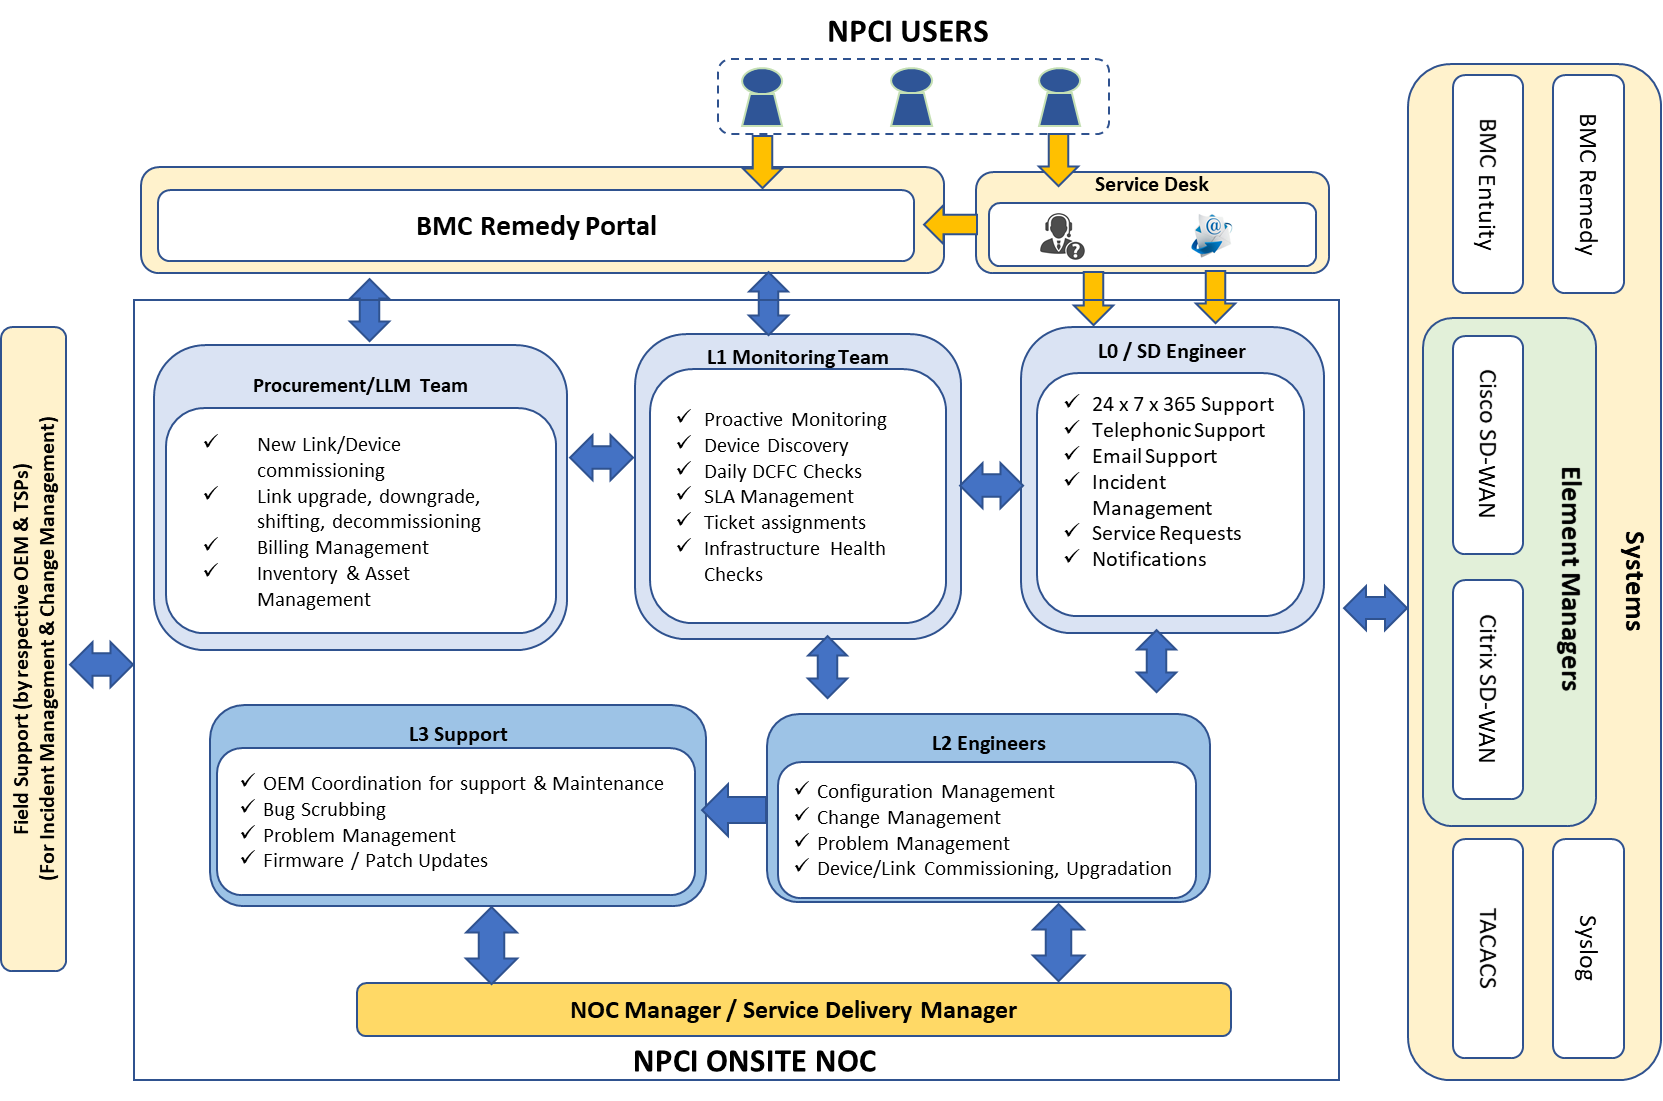 NPCI USERS
BMC Remedy Portal
Service Desk
?
@
Field Support (by respective OEM & TSPs)
(For Incident Management & Change Management)
Procurement/LLM Team
New Link/Device
commissioning
Link upgrade, downgrade,
shifting, decommissioning
Billing Management
Inventory & Asset
Management
L1 Monitoring Team
Proactive Monitoring
Device Discovery
Daily DCFC Checks
SLA Management
Ticket assignments
Infrastructure Health
Checks
L0 / SD Engineer
24 x 7 x 365 Support
Telephonic Support
Email Support
Incident
Management
Service Requests
Notifications
L3 Support
OEM Coordination for support & Maintenance
Bug Scrubbing
Problem Management
Firmware / Patch Updates
L2 Engineers
Configuration Management
Change Management
Problem Management
Device/Link Commissioning, Upgradation
NOC Manager / Service Delivery Manager
NPCI ONSITE NOC
BMC Entuity
BMC Remedy
Cisco SD-WAN
Citrix SD-WAN
Element Managers
Systems
TACACS
Syslog